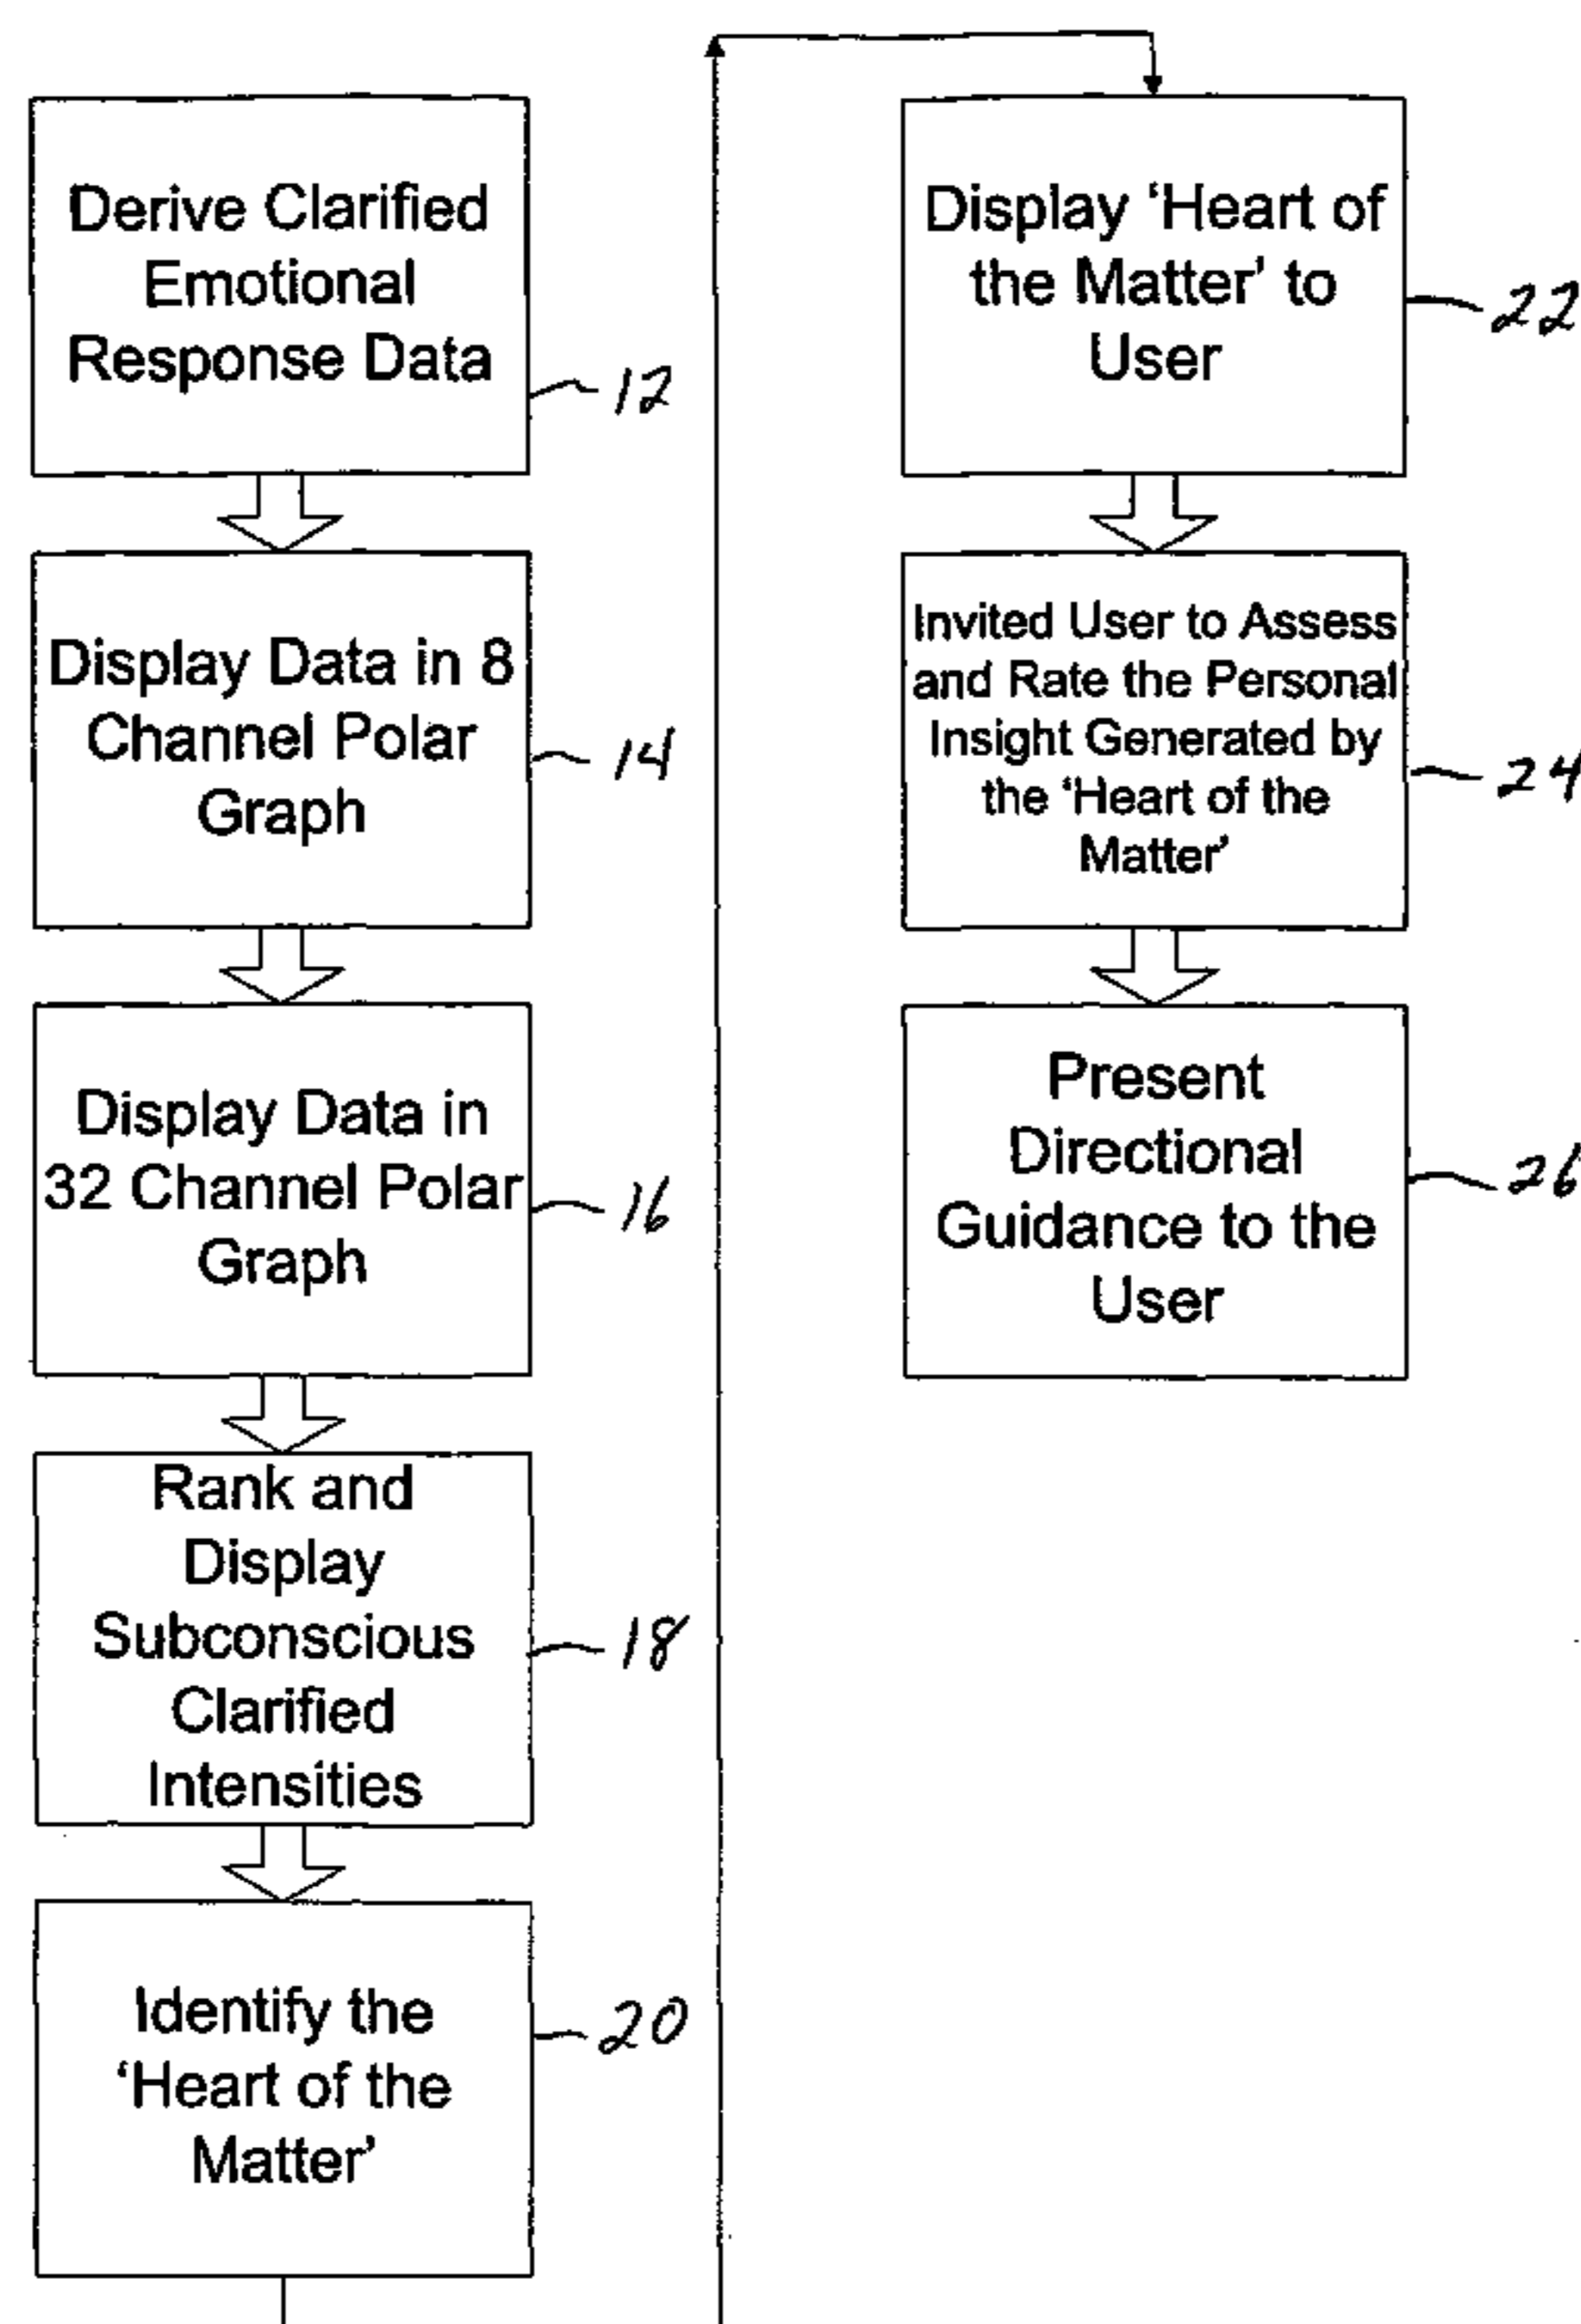 Derive Clarified
Emotional
Response Data
12
Display Data in 8
Channel Polar
Graph
14
Display Data in
32 Channel Polar
Graph
16
Rank and
Display
Subconscious
Clarified
Intensities
18
Identify the
‘Heart of the
Matter’
20
Display ‘Heart of
the Matter’ to
User
22
Invited User to Assess
and Rate the Personal
Insight Generated by
the ‘Heart of the
Matter’
24
Present
Directional
Guidance to the
User
26